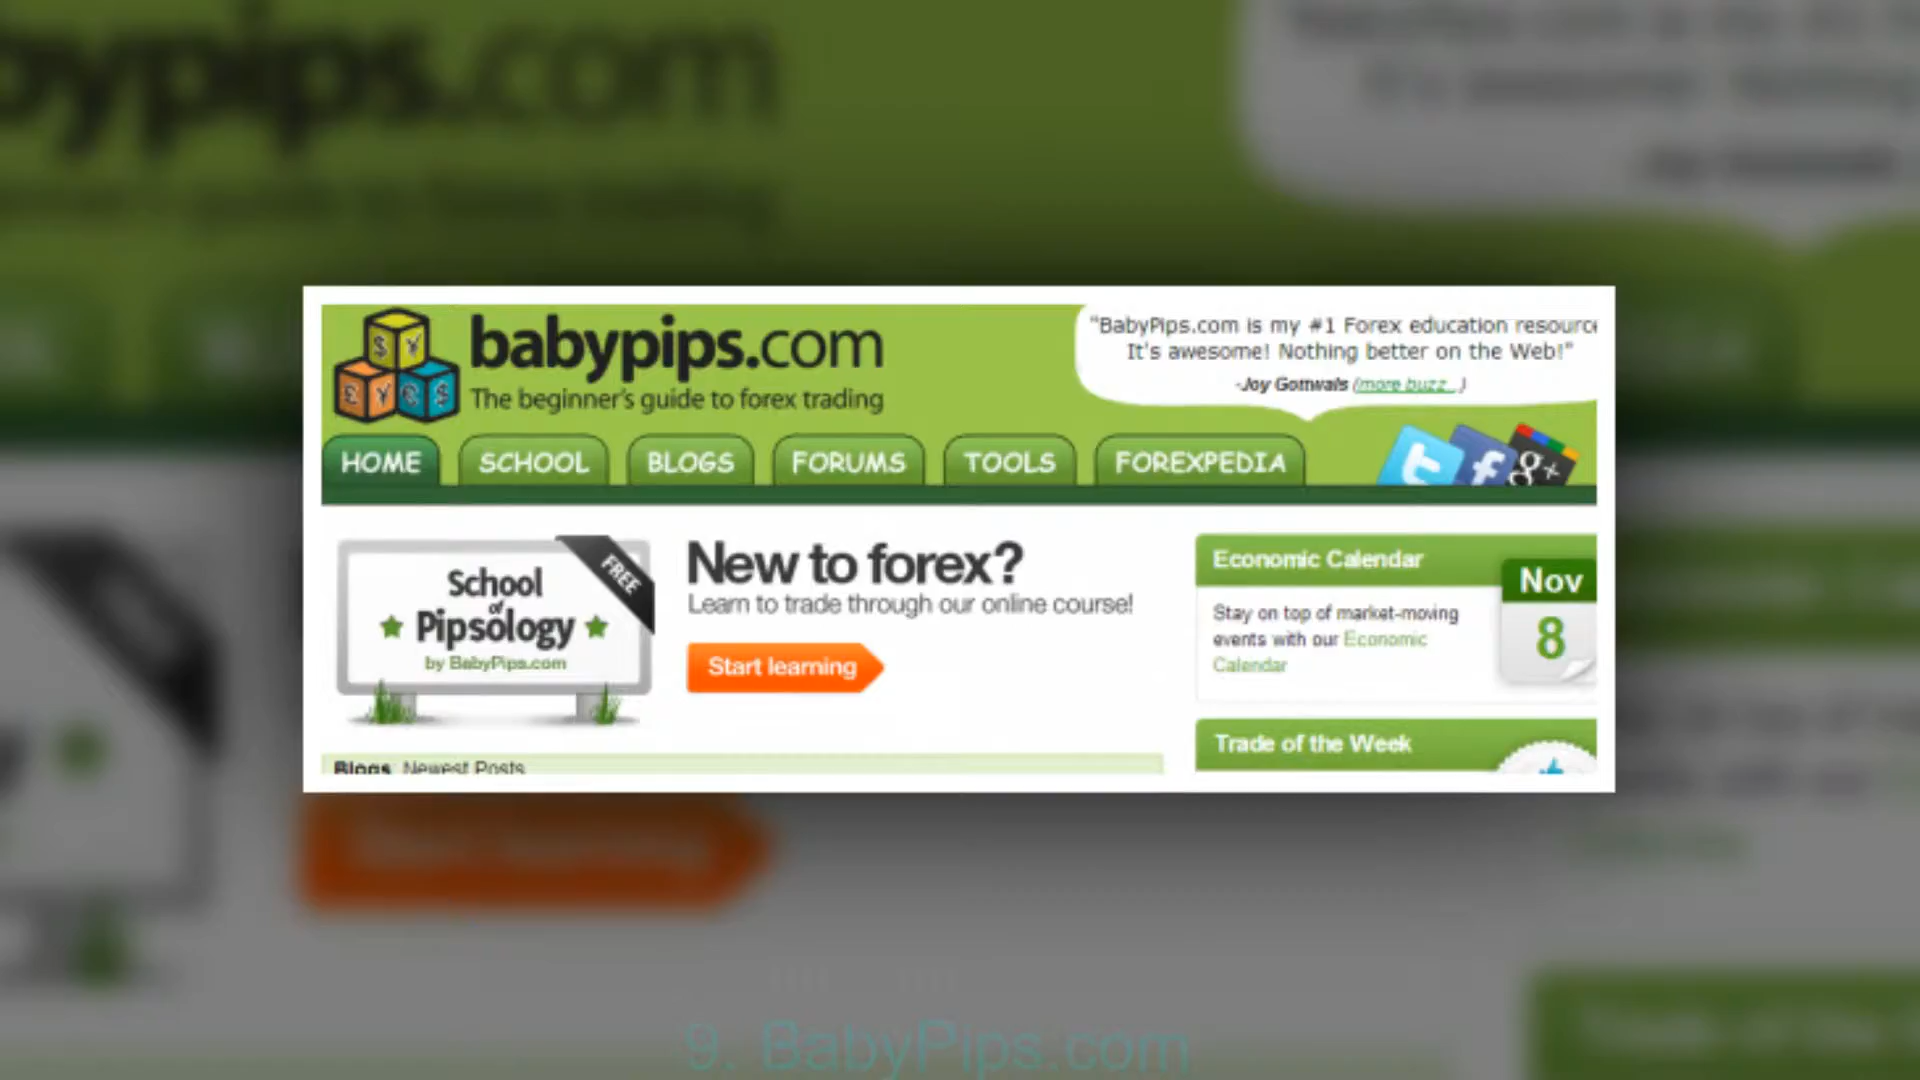 babypips.com
The beginner's guide to forex trading
"BabyPips.com is my #1 Forex education resource
It's awesome! Nothing better on the Web!"
-Joy Gottwals (more buzz...)
HOME SCHOOL BLOGS FORUMS TOOLS FOREXPEDIA
School
of
Pipsology
by BabyPips.com
FREE
New to forex?
Learn to trade through our online course!
Start learning
Economic Calendar
Stay on top of market-moving
events with our Economic
Calendar
Nov
8
Trade of the Week
Blogs Newest Posts
9. BabyPips.com